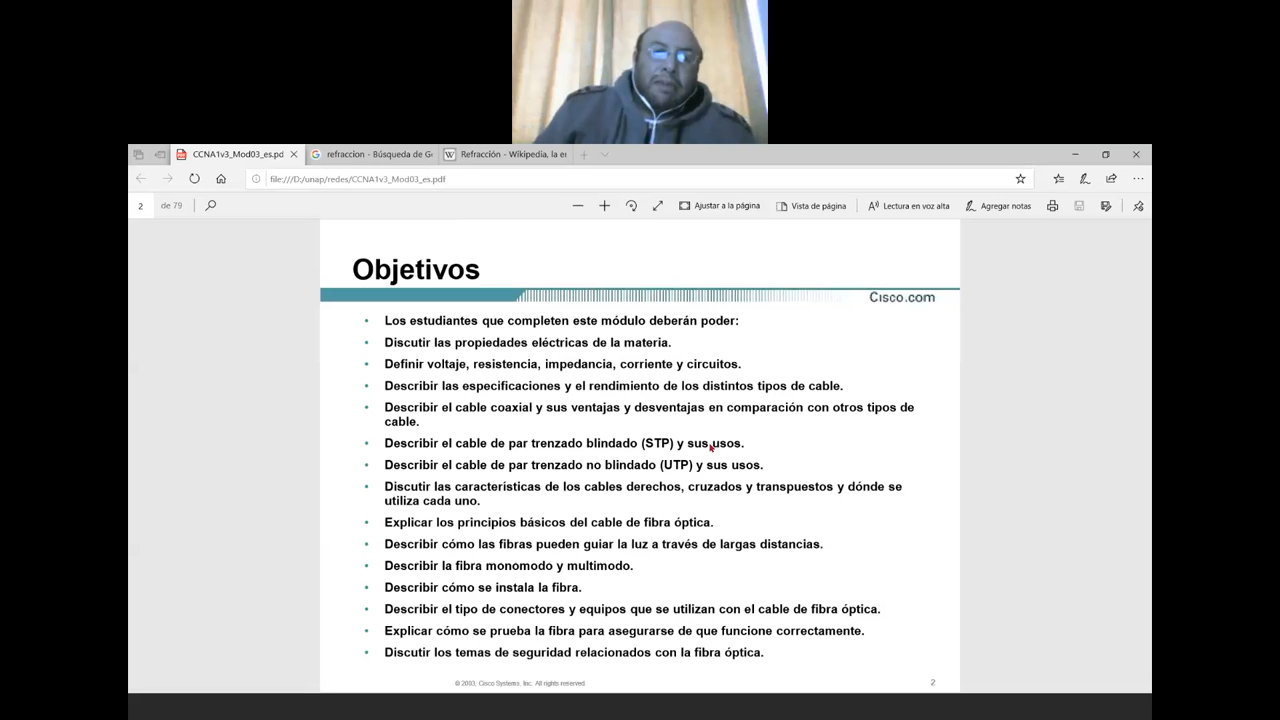 CCNA1v3_Mod03_es.pd
refraccion - Búsqueda de G
Refracción - Wikipedia, la e
file:///D:/unap/redes/CCNA1v3_Mod03_es.pdf
2 de 79
Ajustar a la página
Vista de página
Lectura en voz alta
Agregar notas
Objetivos
Cisco.com
• Los estudiantes que completen este módulo deberán poder:
• Discutir las propiedades eléctricas de la materia.
• Definir voltaje, resistencia, impedancia, corriente y circuitos.
• Describir las especificaciones y el rendimiento de los distintos tipos de cable.
• Describir el cable coaxial y sus ventajas y desventajas en comparación con otros tipos de
cable.
• Describir el cable de par trenzado blindado (STP) y sus usos.
• Describir el cable de par trenzado no blindado (UTP) y sus usos.
• Discutir las características de los cables derechos, cruzados y transpuestos y dónde se
utiliza cada uno.
• Explicar los principios básicos del cable de fibra óptica.
• Describir cómo las fibras pueden guiar la luz a través de largas distancias.
• Describir la fibra monomodo y multimodo.
• Describir cómo se instala la fibra.
• Describir el tipo de conectores y equipos que se utilizan con el cable de fibra óptica.
• Explicar cómo se prueba la fibra para asegurarse de que funcione correctamente.
• Discutir los temas de seguridad relacionados con la fibra óptica.
© 2003, Cisco Systems, Inc. All rights reserved.
2